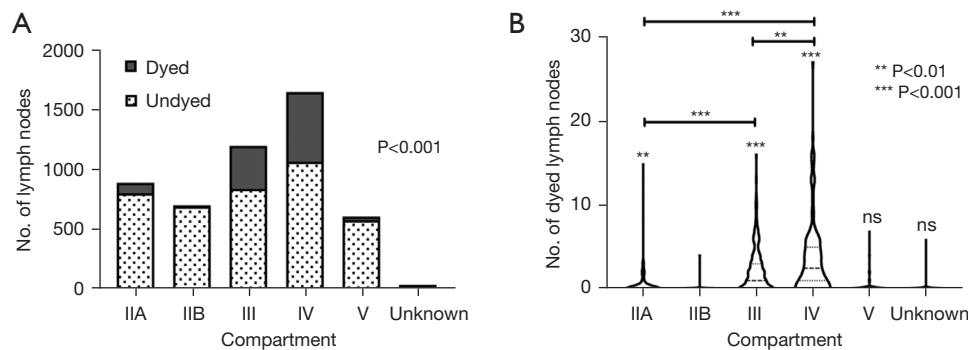 A
No. of lymph nodes
2000
1500
1000
500
0
Dyed
Undyed
P<0.001
IIA IIB III IV V Unknown
Compartment
B
No. of dyed lymph nodes
30
20
10
0
***
**
***
** P<0.01
*** P<0.001
***
**
***
ns
ns
IIA IIB III IV V Unknown
Compartment